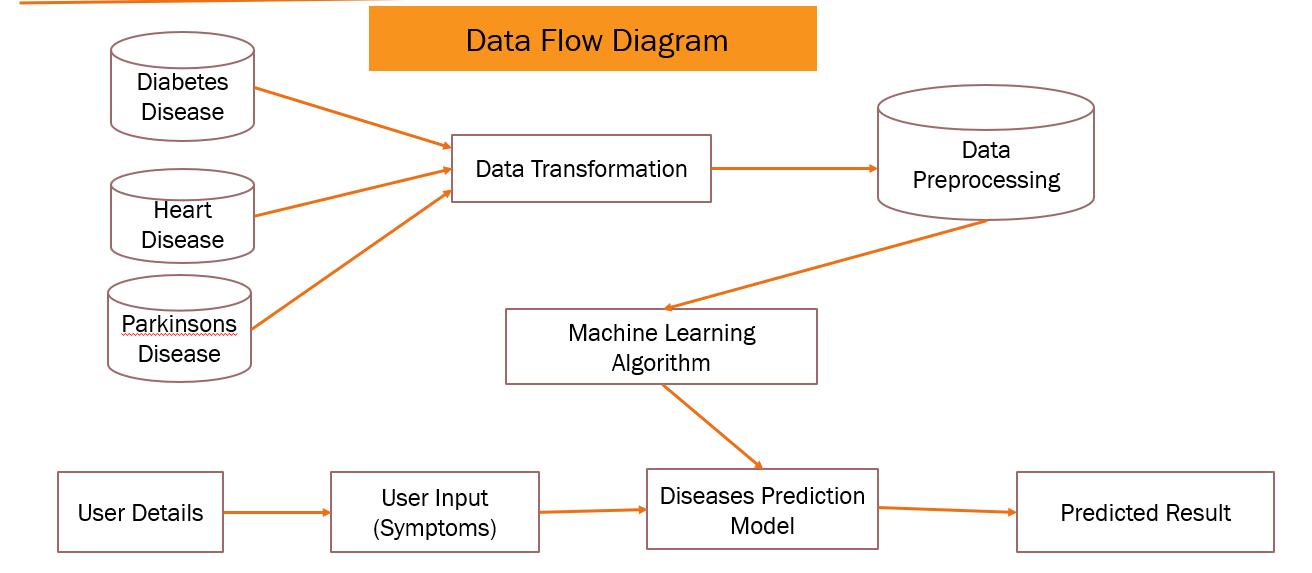 Data Flow Diagram
Diabetes
Disease
Heart
Disease
Parkinsons
Disease
Data Transformation
Data
Preprocessing
Machine Learning
Algorithm
User Details
User Input
(Symptoms)
Diseases Prediction
Model
Predicted Result